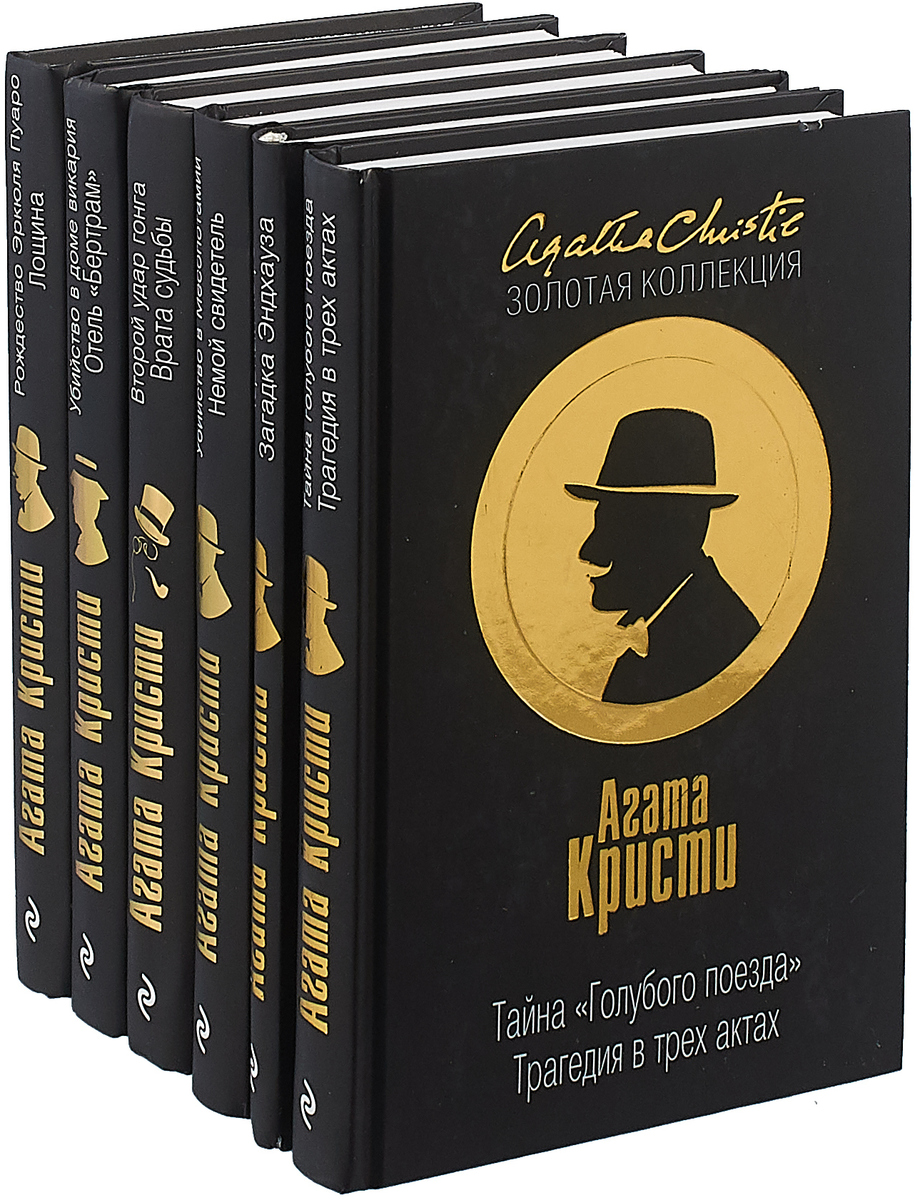 Рождество Эркюля Пуаро
Лощина
Агата Кристи
Убийство в доме викария
Отель «Бертрам»
Агата Кристи
Второй удар гонга
Врата судьбы
Агата Кристи
Убийство в Месопотамии
Немой свидетель
Агата Кристи
Загадка Эндхауза
Агата Кристи
Тайна голубого поезда
Трагедия в трех актах
Агата Кристи
Agatha Christie
ЗОЛОТАЯ КОЛЛЕКЦИЯ
Агата
Кристи
Тайна «Голубого поезда»
Трагедия в трех актах